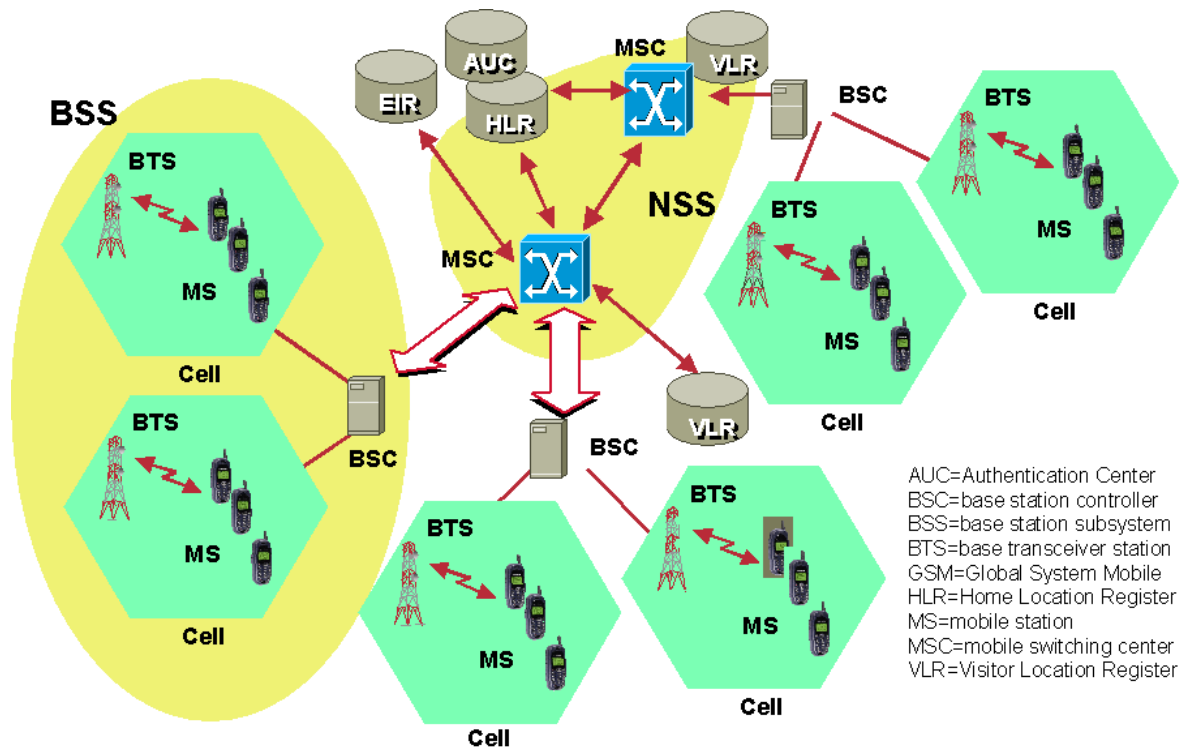 MSC
VLR
AUC
EIR
HLR
BSC
BTS
MS
Cell
BSS
BTS
MS
Cell
NSS
MSC
BTS
MS
Cell
BTS
MS
Cell
BSC
VLR
BSC
BTS
MS
Cell
BTS
MS
Cell
AUC=Authentication Center
BSC=base station controller
BSS=base station subsystem
BTS=base transceiver station
GSM=Global System Mobile
HLR=Home Location Register
MS=mobile station
MSC=mobile switching center
VLR=Visitor Location Register